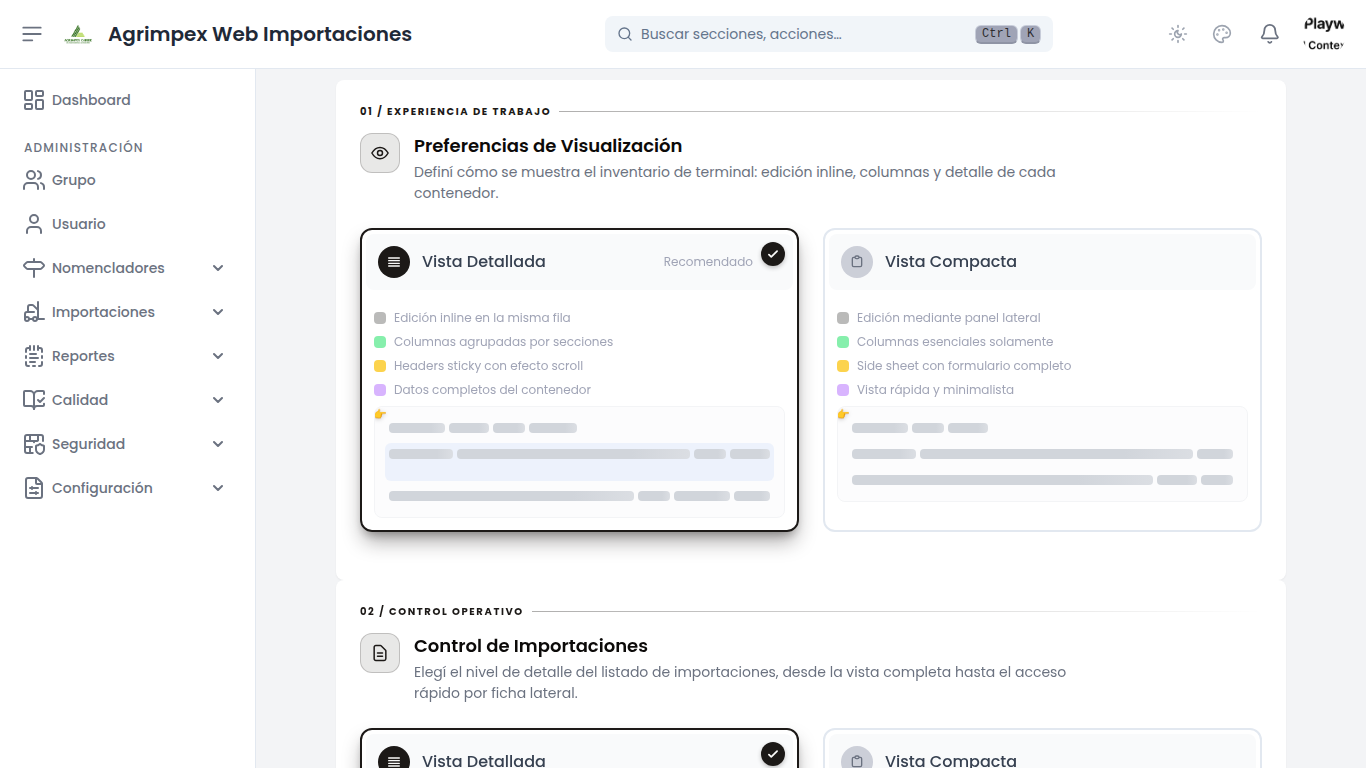 Agrimpex Web Importaciones
Buscar secciones, acciones...
Ctrl K
Playw
Conte
Dashboard
ADMINISTRACIÓN
Grupo
Usuario
Nomencladores
Importaciones
Reportes
Calidad
Seguridad
Configuración
01 / EXPERIENCIA DE TRABAJO
Preferencias de Visualización
Definí cómo se muestra el inventario de terminal: edición inline, columnas y detalle de cada
contenedor.
Vista Detallada
Recomendado
Edición inline en la misma fila
Columnas agrupadas por secciones
Headers sticky con efecto scroll
Datos completos del contenedor
Vista Compacta
Edición mediante panel lateral
Columnas esenciales solamente
Side sheet con formulario completo
Vista rápida y minimalista
02 / CONTROL OPERATIVO
Control de Importaciones
Elegí el nivel de detalle del listado de importaciones, desde la vista completa hasta el acceso
rápido por ficha lateral.
Vista Detallada
Vista Compacta